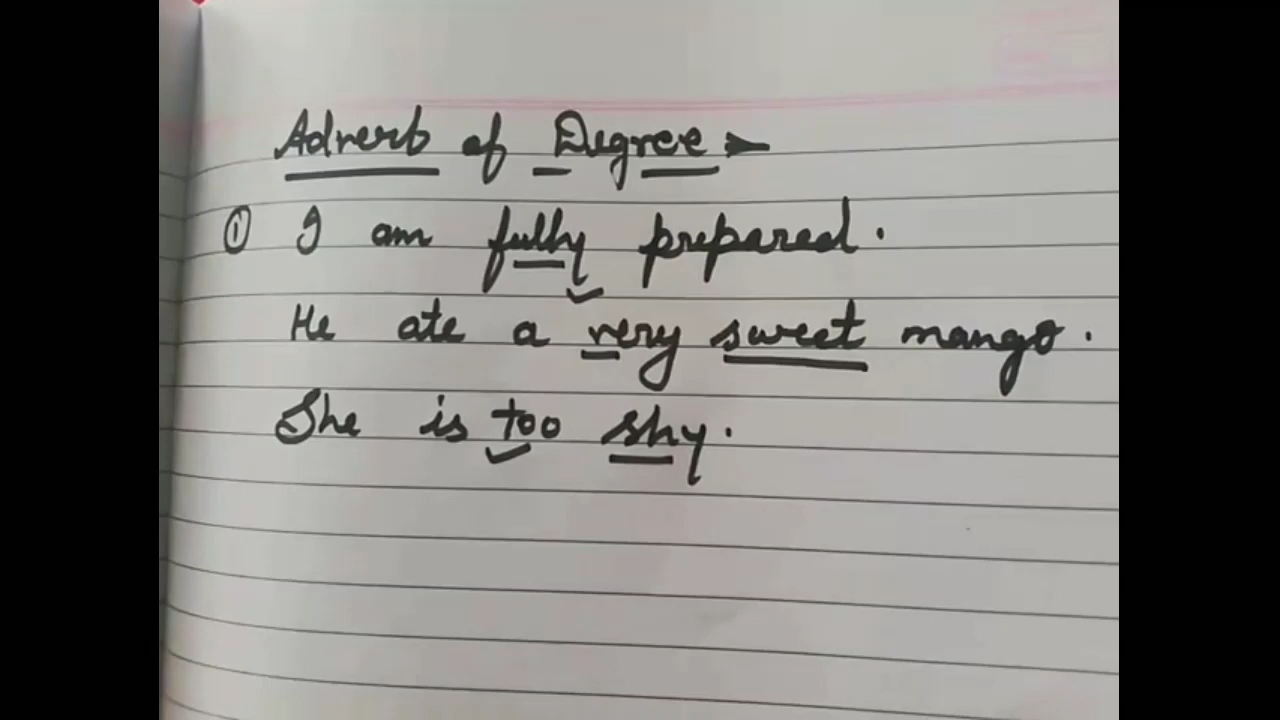 Adverb of Degree
① I am fully prepared.
He ate a very sweet mango.
She is too shy.